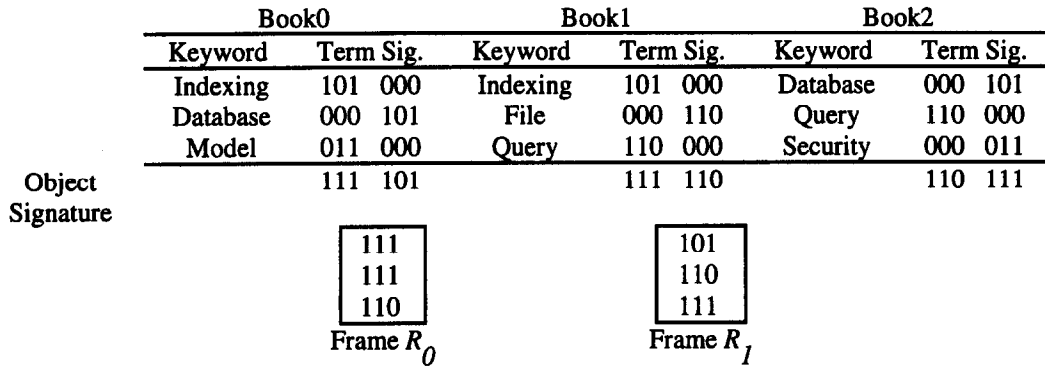 Book0 Book1 Book2
Keyword Term Sig. Keyword Term Sig. Keyword Term Sig.
Indexing 101 000 Indexing 101 000 Database 000 101
Database 000 101 File 000 110 Query 110 000
Model 011 000 Query 110 000 Security 000 011
Object Signature 111 101 111 110 110 111
111 101
111 110
110 111
Frame R0 Frame R1